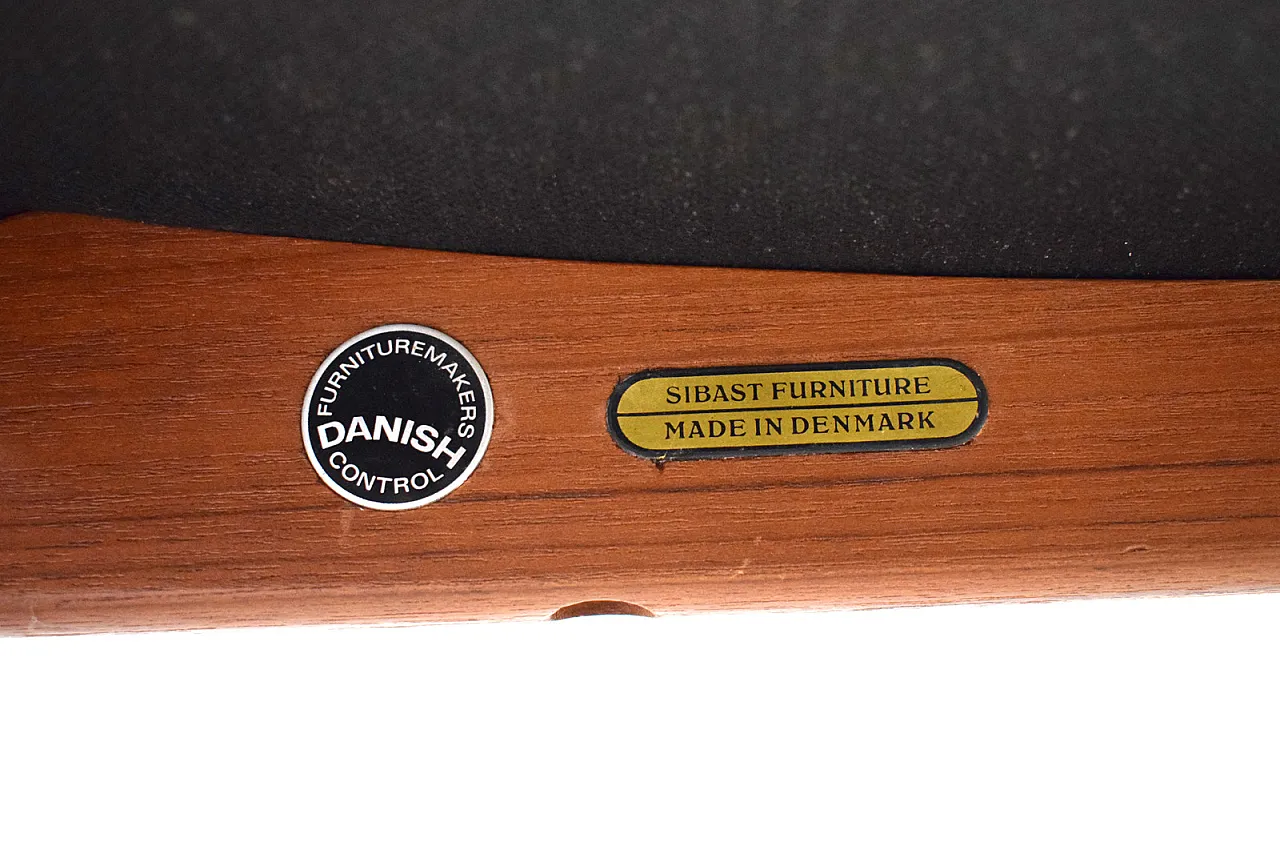 FURNITUREMAKERS
DANISH
CONTROL
SIBAST FURNITURE
MADE IN DENMARK